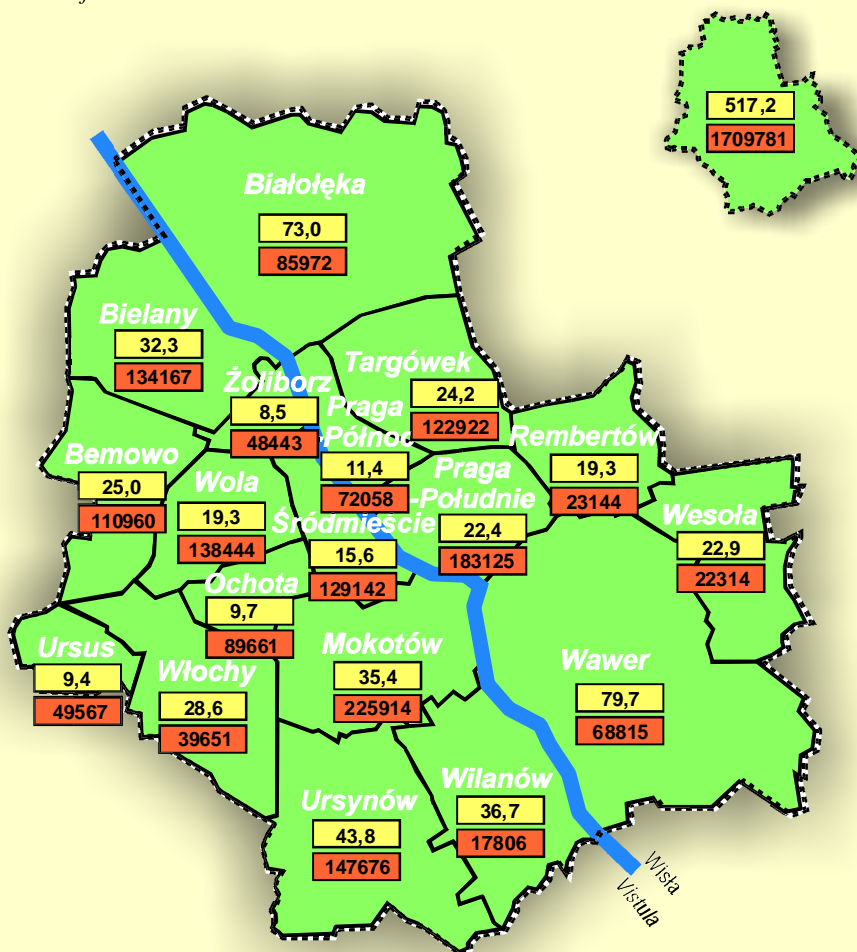 517,2
1709781
Białołęka
73,0
85972
Bielany
32,3
134167
Targówek
24,2
122922
Żoliborz
8,5
48443
Praga
-Północ
11,4
72058
Rembertów
19,3
23144
Bemowo
25,0
110960
Wola
19,3
138444
Praga
-Południe
22,4
183125
Wesoła
22,9
22314
Śródmieście
15,6
129142
Ochota
9,7
89661
Ursus
9,4
49567
Włochy
28,6
39651
Mokotów
35,4
225914
Wawer
79,7
68815
Ursynów
43,8
147676
Wilanów
36,7
17806
Wisła
Vistula